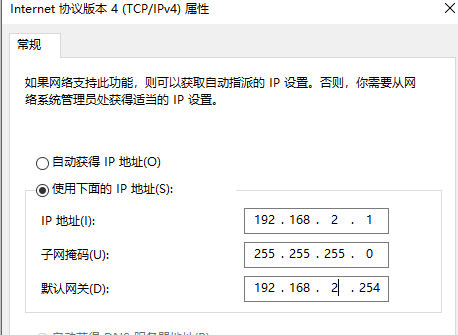 Internet 协议版本 4 (TCP/IPv4) 属性
常规
如果网络支持此功能，则可以获取自动指派的 IP 设置。否则，你需要从网
络系统管理员处获得适当的 IP 设置。
自动获得 IP 地址(O)
使用下面的 IP 地址(S):
IP 地址(I): 192 . 168 . 2 . 1
子网掩码(U): 255 . 255 . 255 . 0
默认网关(D): 192 . 168 . 2 . 254